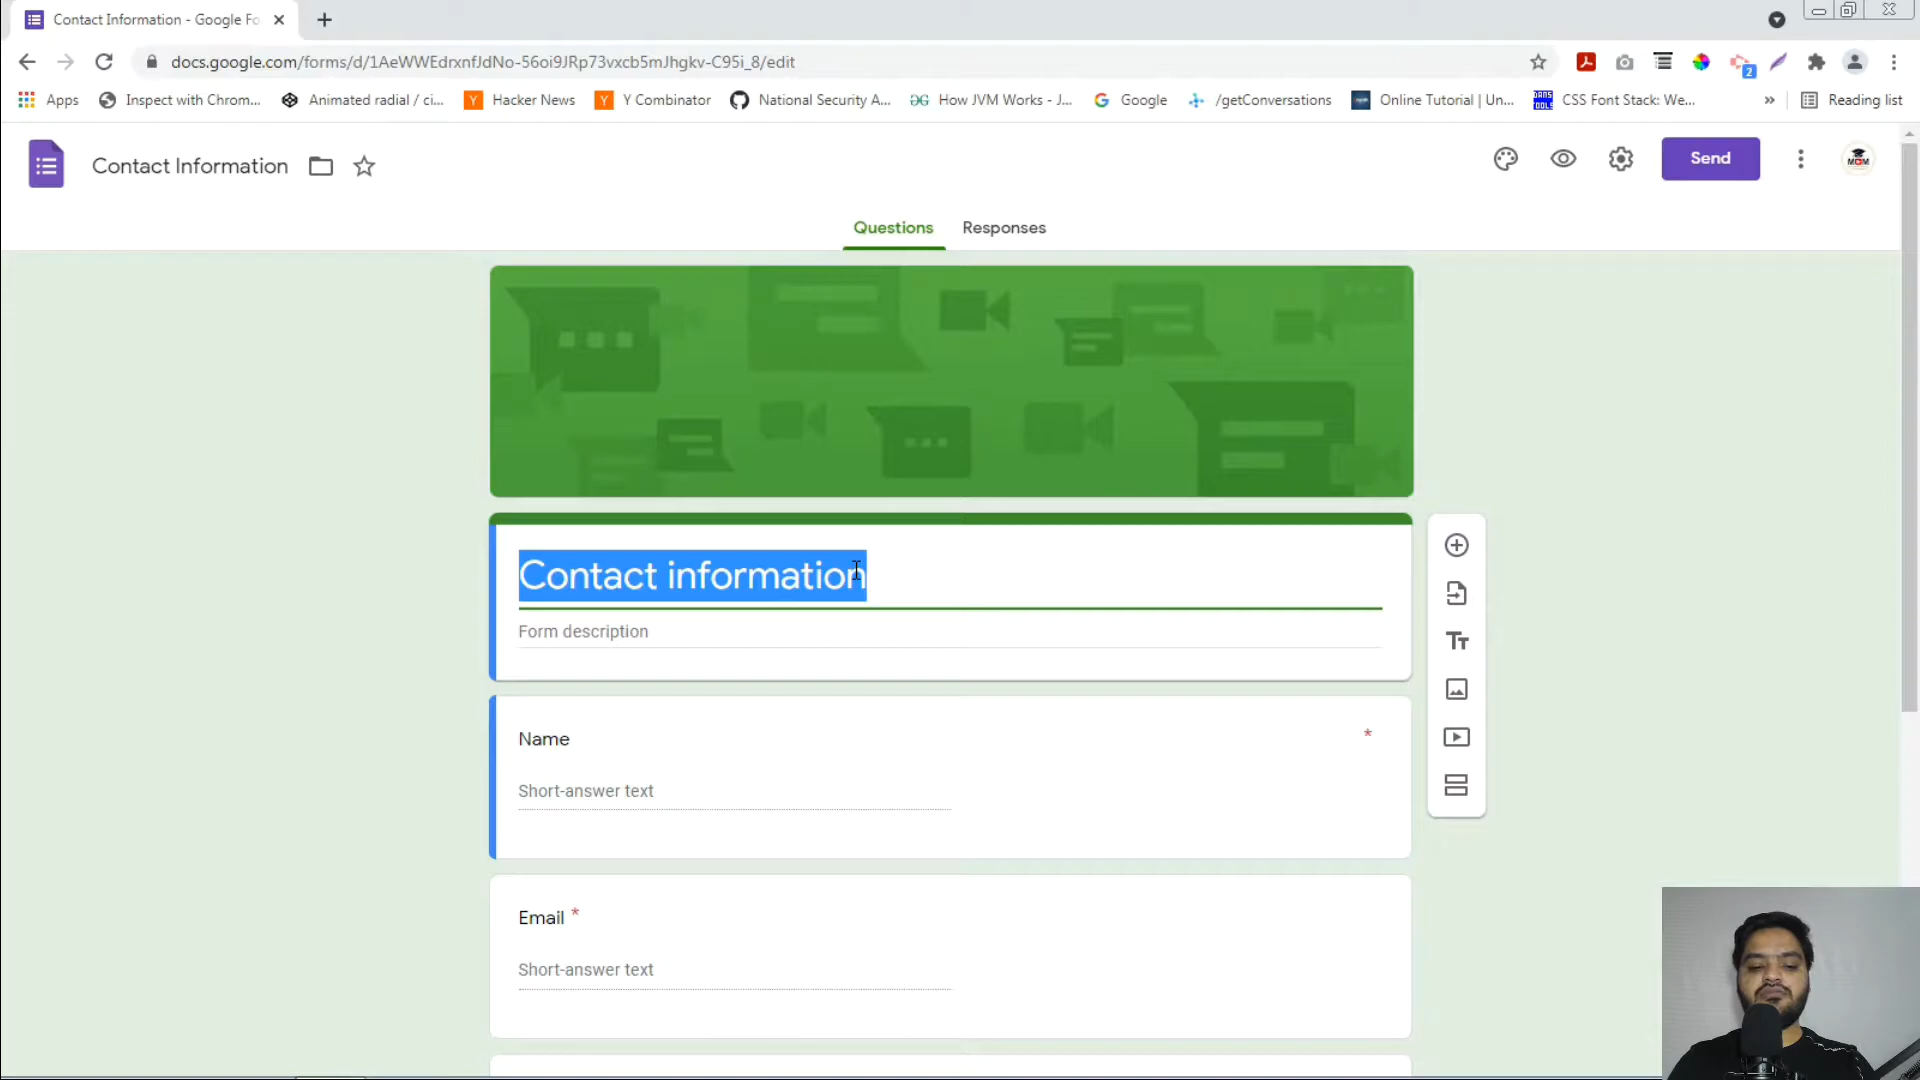 Contact Information - Google Fo
docs.google.com/forms/d/1AeWWEdrxnfJdNo-56oi9JRp73vxcb5mJhgkv-C95i_8/edit
2
Apps
Inspect with Chrom...
Animated radial / ci...
Hacker News
Y Combinator
National Security A...
How JVM Works - J...
Google
/getConversations
Online Tutorial | Un...
CSS Font Stack: We...
Reading list
Contact Information
Send
Questions
Responses
Contact information
Form description
Name *
Short-answer text
Email *
Short-answer text